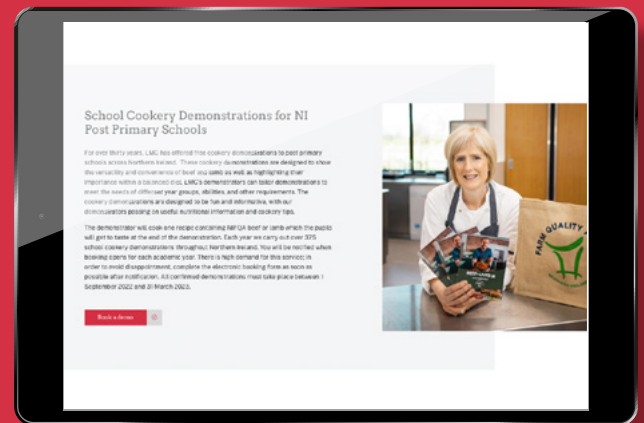 School Cookery Demonstrations for NI
Post Primary Schools
For over thirty years, LMC has offered free cookery demonstrations to post-primary
schools across Northern Ireland. These cookery demonstrations are designed to show
the versatility and convenience of beef and lamb as well as highlighting their
importance within a balanced diet. LMC's demonstrators can tailor demonstrations to
meet the needs of different year groups, abilities, and other requirements. The
cookery demonstrations are designed to be fun and informative, with our
demonstrators passing on useful nutritional information and cookery tips.
The demonstrator will cook one recipe containing NIFQA beef or lamb which the pupils
will get to taste at the end of the demonstration. Each year we carry out over
school cookery demonstrations throughout Northern Ireland. You will be notified when
booking opens for each academic year. There is high demand for this service; in
order to avoid disappointment, complete the electronic booking form as soon as
possible after notification. All confirmed demonstrations must take place between 1
September 2022 and 31 March 2023.
Book a demo
FARM QUALITY